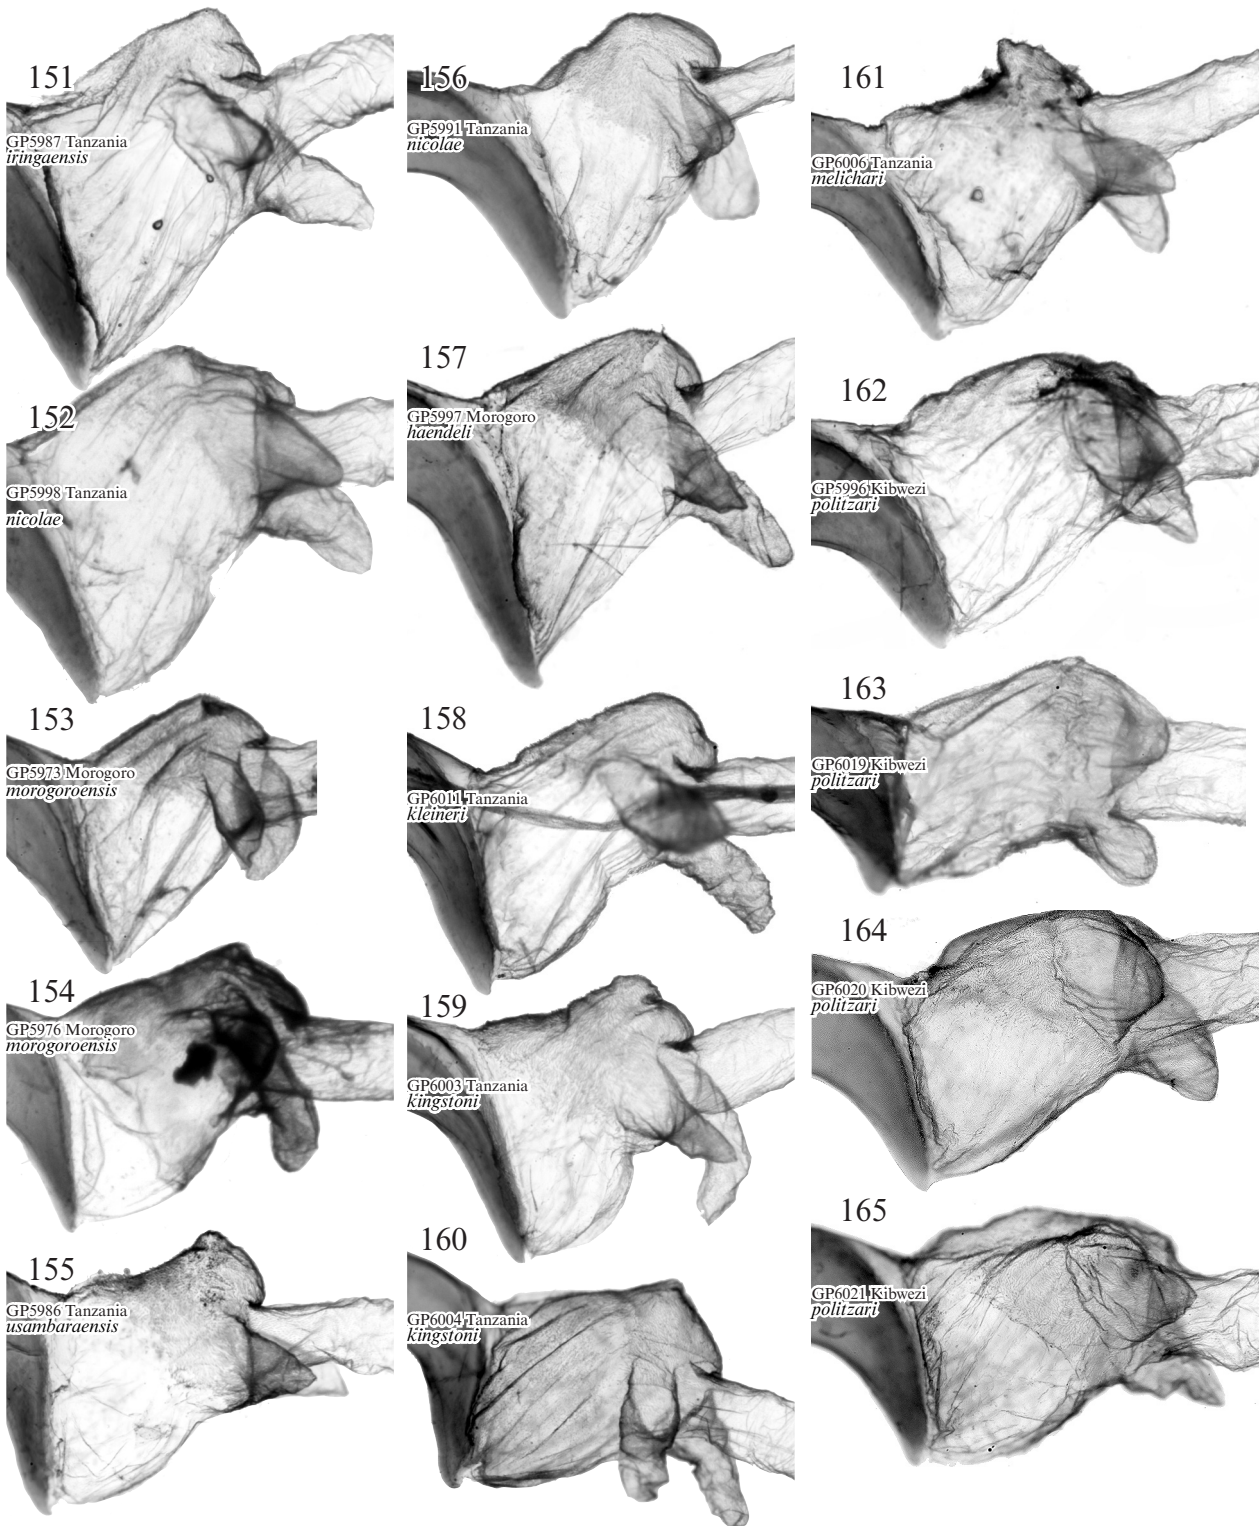 151
GP5987 Tanzania
iringaensis
152
GP5998 Tanzania
nicolae
153
GP5973 Morogoro
morogoroensis
154
GP5976 Morogoro
morogoroensis
155
GP5986 Tanzania
usambaraensis
156
GP5991 Tanzania
nicolae
157
GP5997 Morogoro
haendeli
158
GP6011 Tanzania
kleineri
159
GP6003 Tanzania
kingstoni
160
GP6004 Tanzania
kingstoni
161
GP6006 Tanzania
melichari
162
GP5996 Kibwezi
politzari
163
GP6019 Kibwezi
politzari
164
GP6020 Kibwezi
politzari
165
GP6021 Kibwezi
politzari